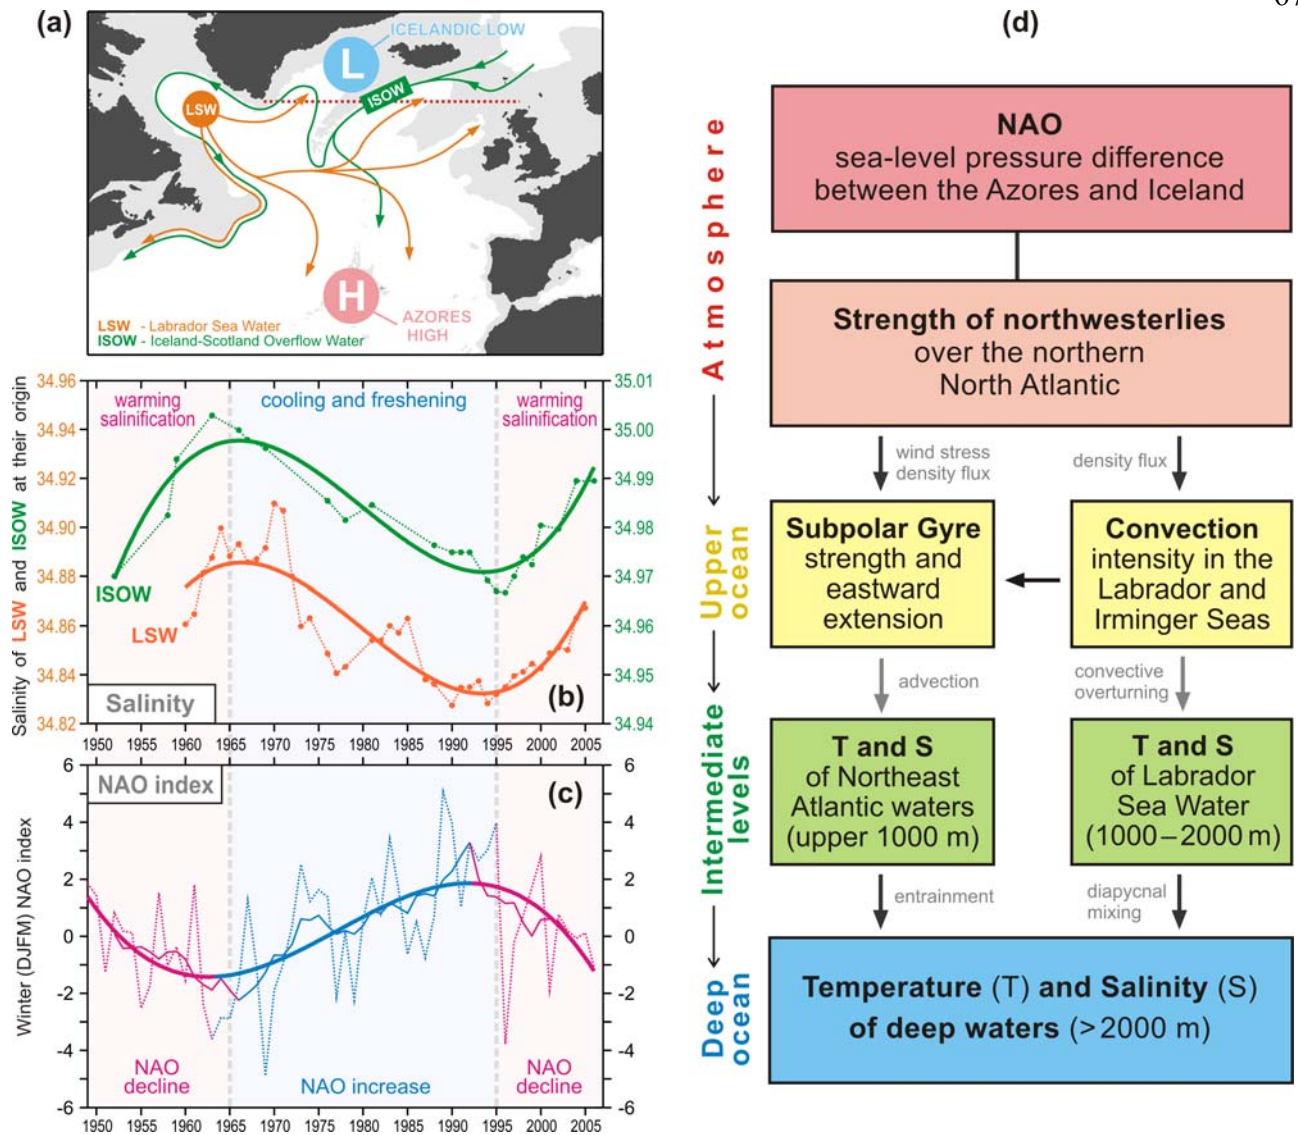 (a)
ICELANDIC LOW
L
ISOW
LSW
H
AZORES
HIGH
LSW - Labrador Sea Water
ISOW - Iceland-Scotland Overflow Water
Salinity of LSW and ISOW at their origin
34.96
34.94
34.92
34.90
34.88
34.86
34.84
34.82
35.01
35.00
34.99
34.98
34.97
34.96
34.95
34.94
warming
salinification
cooling and freshening
warming
salinification
ISOW
LSW
Salinity
(b)
1950 1955 1960 1965 1970 1975 1980 1985 1990 1995 2000 2005
Winter (DJFM) NAO index
6
4
2
0
-2
-4
-6
6
4
2
0
-2
-4
-6
NAO index
(c)
NAO
decline
NAO increase
NAO
decline
1950 1955 1960 1965 1970 1975 1980 1985 1990 1995 2000 2005
(d)
Atmosphere
Upper
ocean
Intermediate
levels
Deep
ocean
NAO
sea-level pressure difference
between the Azores and Iceland
Strength of northwesterlies
over the northern
North Atlantic
wind stress
density flux
density flux
Subpolar Gyre
strength and
eastward
extension
Convection
intensity in the
Labrador and
Irminger Seas
advection
convective
overturning
T and S
of Northeast
Atlantic waters
(upper 1000 m)
T and S
of Labrador
Sea Water
(1000–2000 m)
entrainment
diapycnal
mixing
Temperature (T) and Salinity (S)
of deep waters (>2000 m)